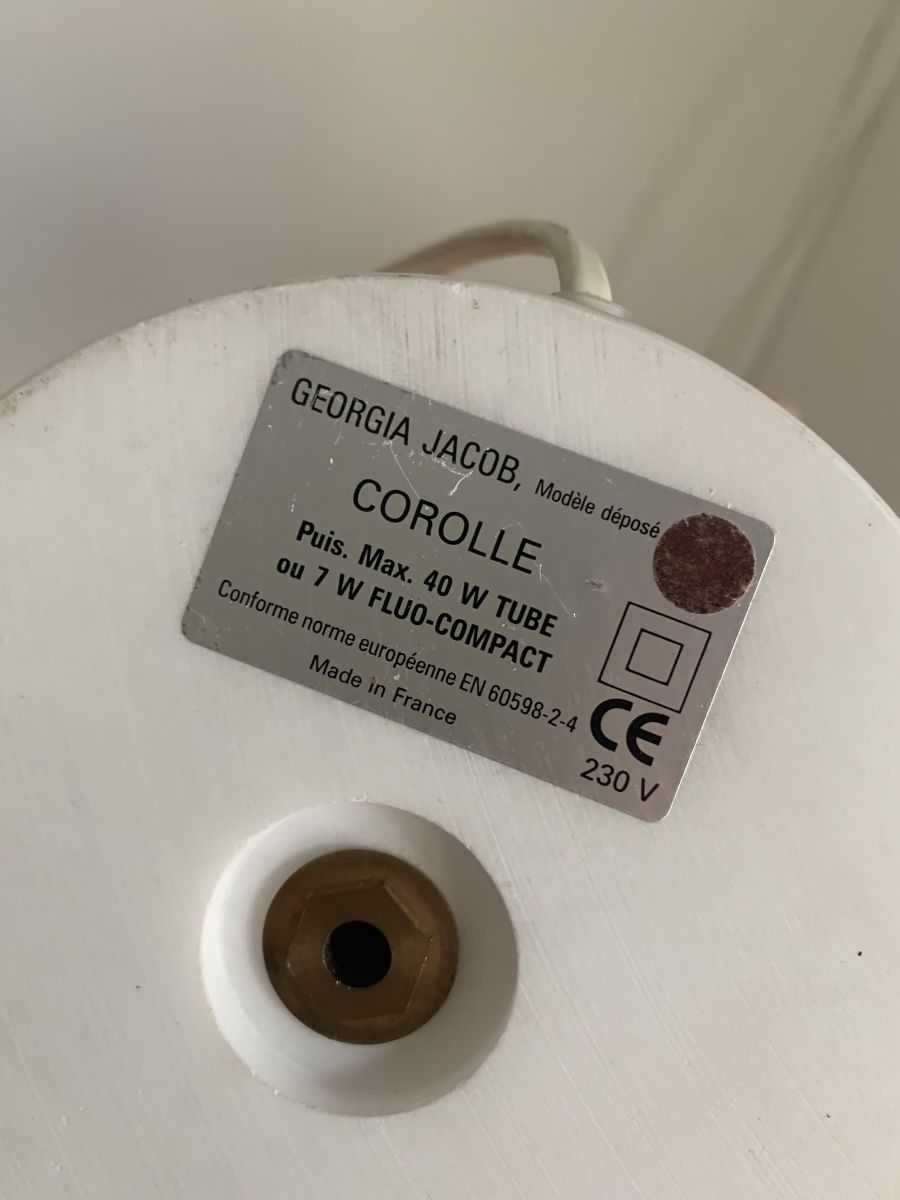 GEORGIA JACOB, Modèle déposé
COROLLE
Puis. Max. 40 W TUBE
ou 7 W FLUO-COMPACT
Conforme norme européenne EN 60598-2-4
Made in France
CE
230 V